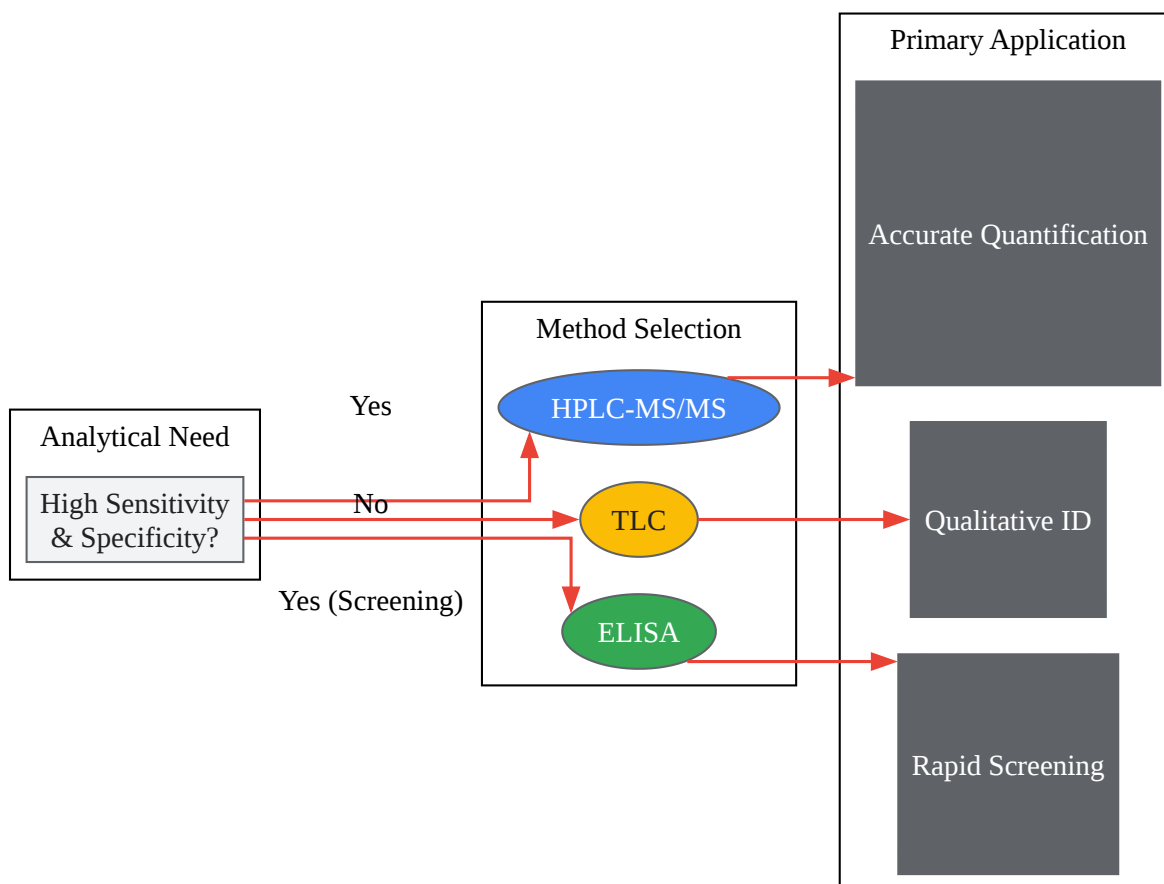 Primary Application
Accurate Quantification
Method Selection
HPLC-MS/MS
Yes
Analytical Need
High Sensitivity
& Specificity?
No
TLC
Qualitative ID
Yes (Screening)
ELISA
Rapid Screening